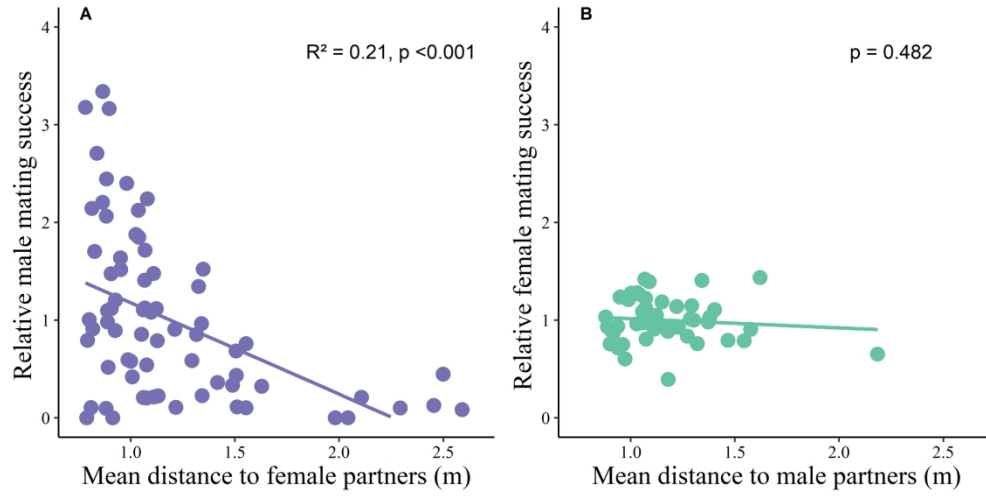 A
R² = 0.21, p <0.001
Relative male mating success
4
3
2
1
0
1.0 1.5 2.0 2.5
Mean distance to female partners (m)
B
p = 0.482
Relative female mating success
4
3
2
1
0
1.0 1.5 2.0 2.5
Mean distance to male partners (m)